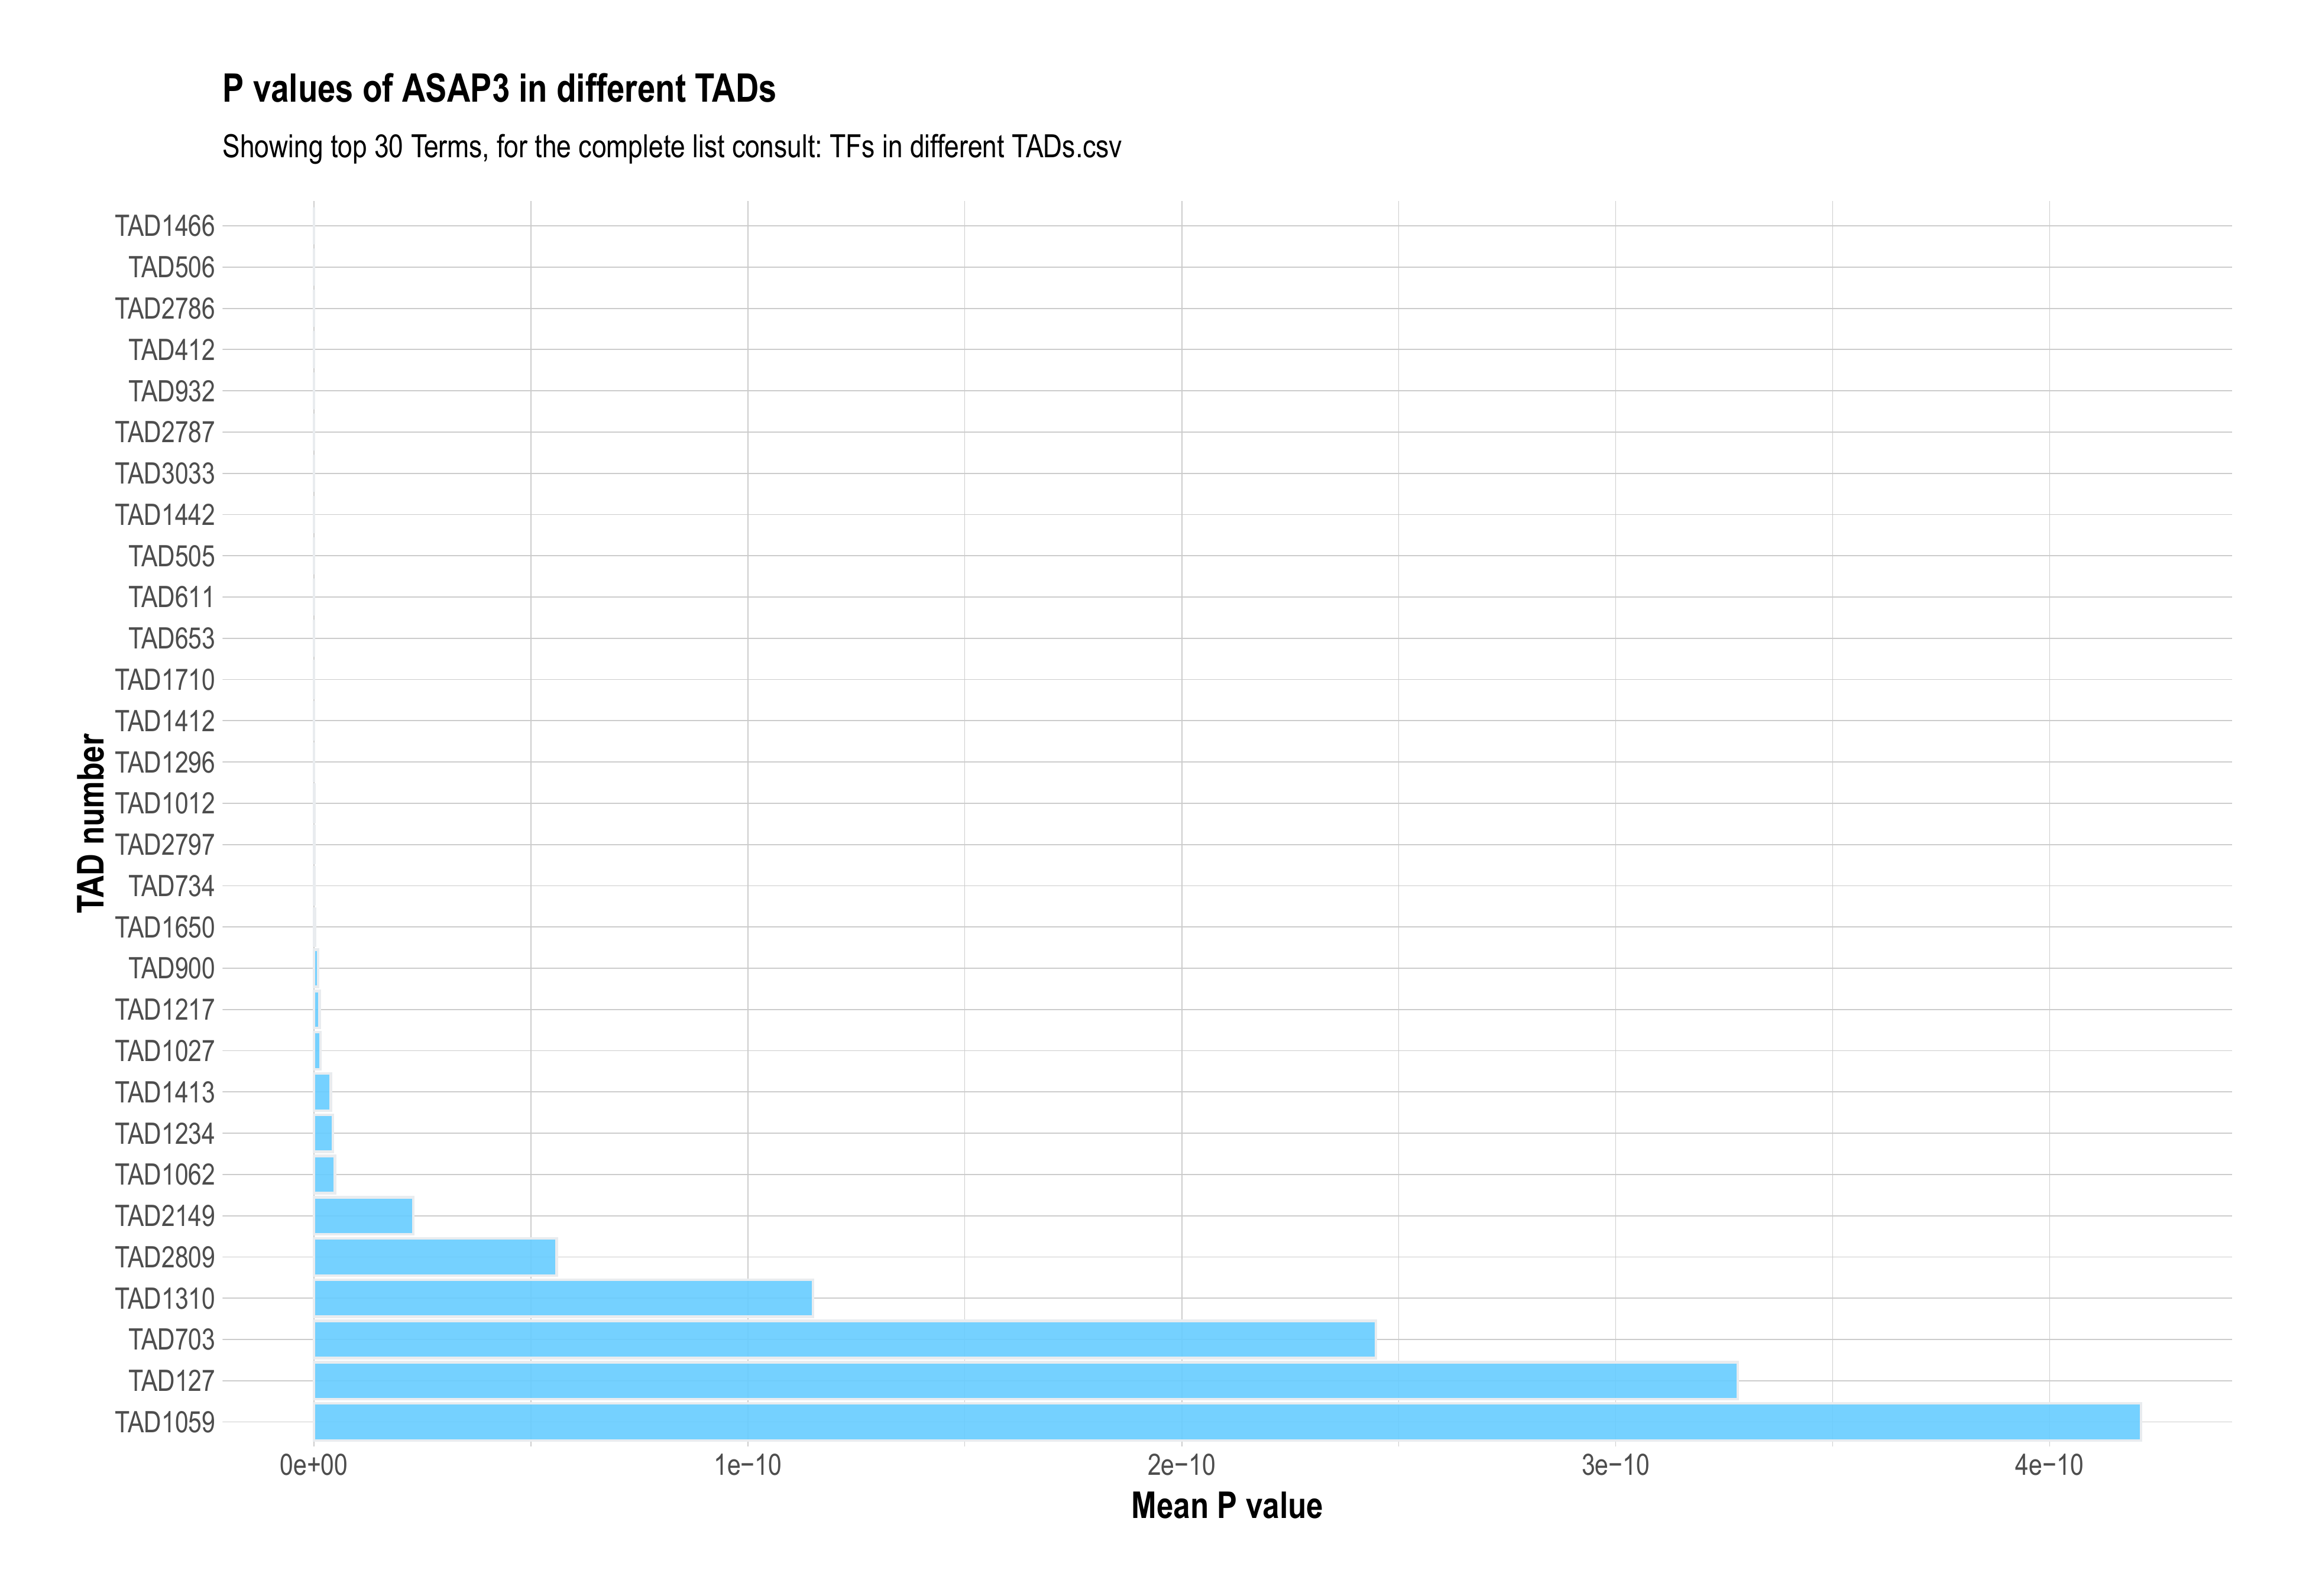 P values of ASAP3 in different TADs
Showing top 30 Terms, for the complete list consult: TFs in different TADs.csv
TAD number
TAD1466
TAD506
TAD2786
TAD412
TAD932
TAD2787
TAD3033
TAD1442
TAD505
TAD611
TAD653
TAD1710
TAD1412
TAD1296
TAD1012
TAD2797
TAD734
TAD1650
TAD900
TAD1217
TAD1027
TAD1413
TAD1234
TAD1062
TAD2149
TAD2809
TAD1310
TAD703
TAD127
TAD1059
0e+00 1e−10 2e−10 3e−10 4e−10
Mean P value